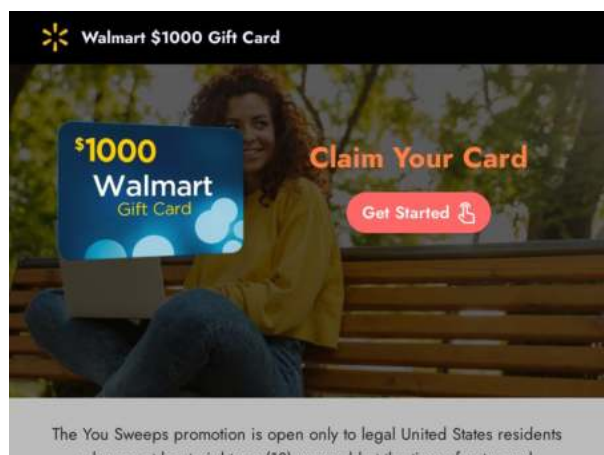 Walmart $1000 Gift Card
$1000
Walmart
Gift Card
Claim Your Card
Get Started
The You Sweeps promotion is open only to legal United States residents